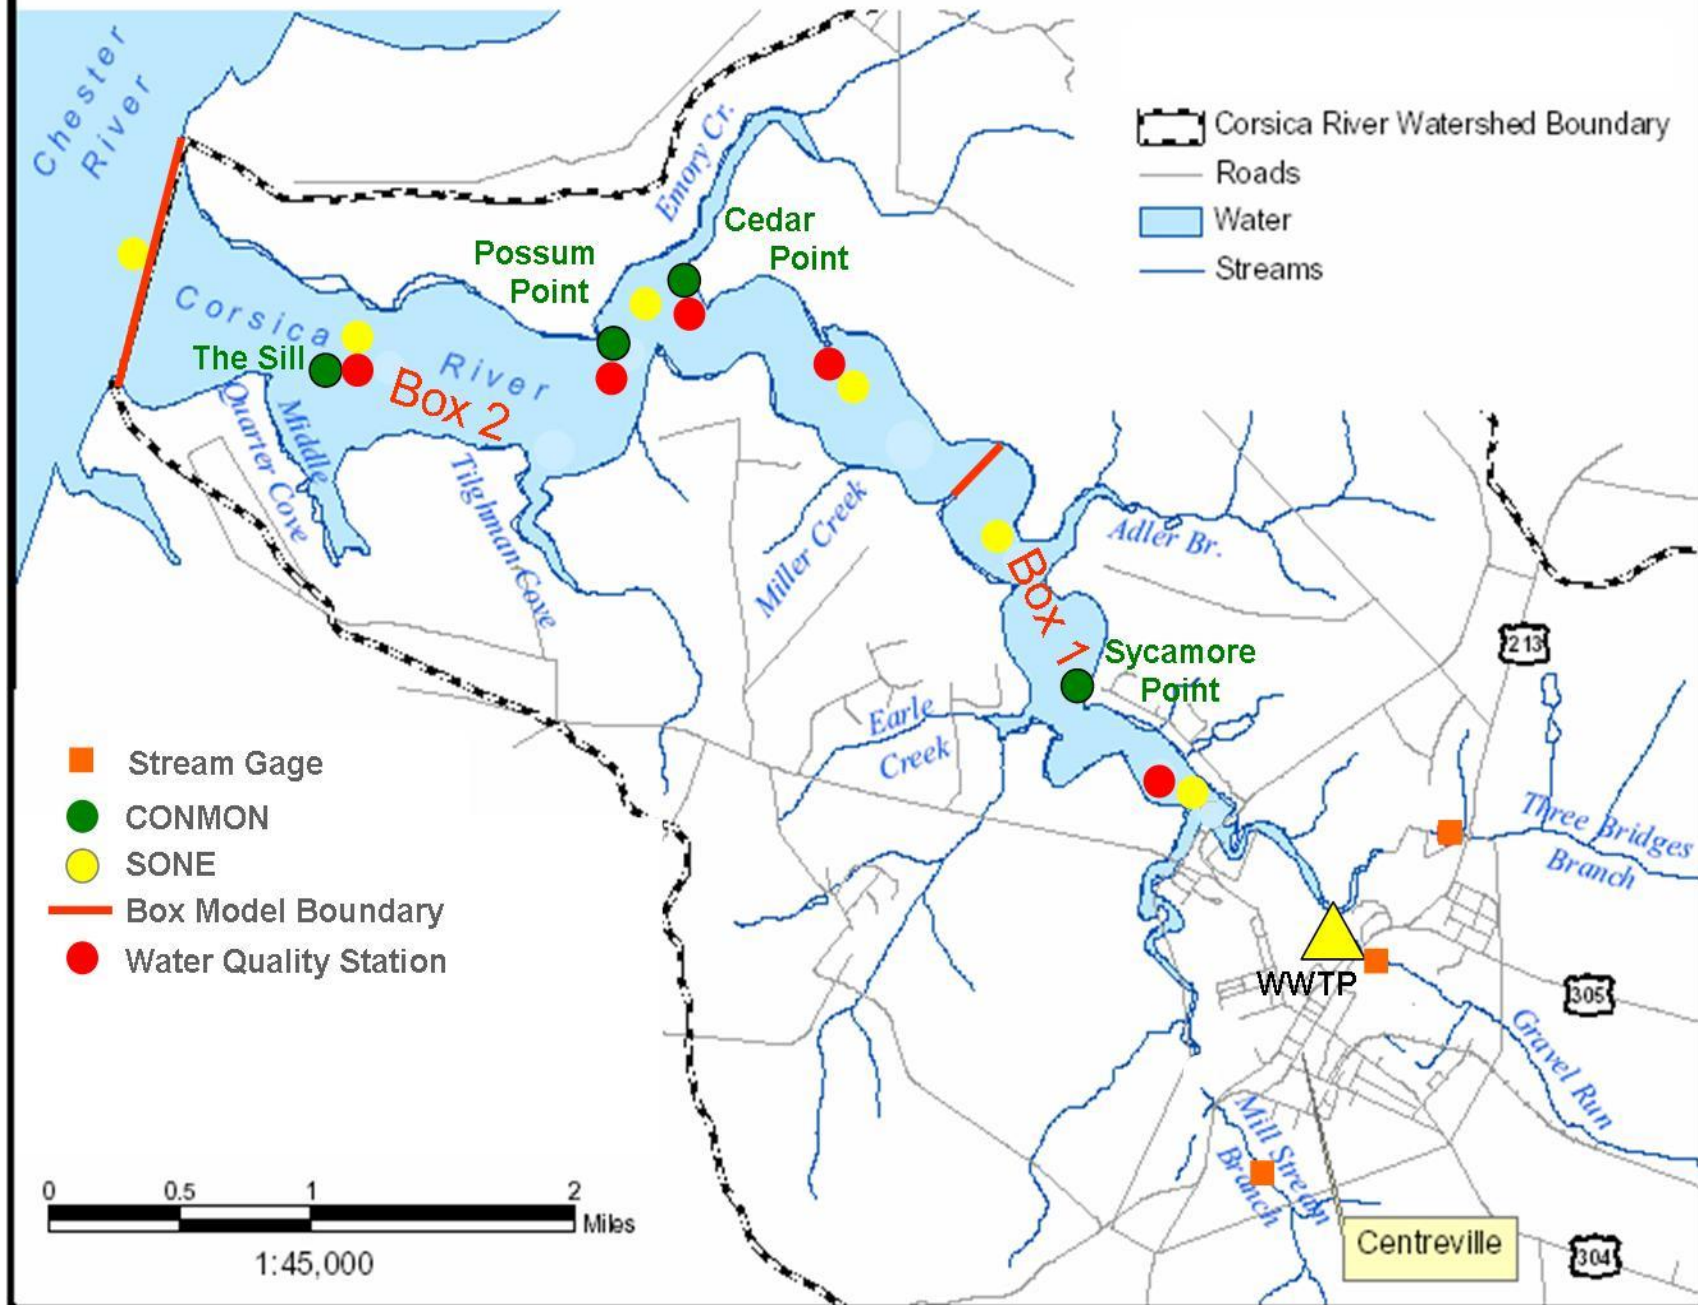 Chester
River
Corsica River Watershed Boundary
Roads
Water
Streams
Emory Cr.
Cedar
Point
Possum
Point
Corsica
River
The Sill
Box 2
Quarter Cove
Middle
Tilghman Cove
Miller Creek
Adler Br.
Box 1
Sycamore
Point
213
Earle
Creek
Stream Gage
CONMON
SONE
Box Model Boundary
Water Quality Station
Three Bridges
Branch
WWTP
305
Gravel Run
Mill Stream
Branch
0 0.5 1 2
Miles
1:45,000
Centreville
304